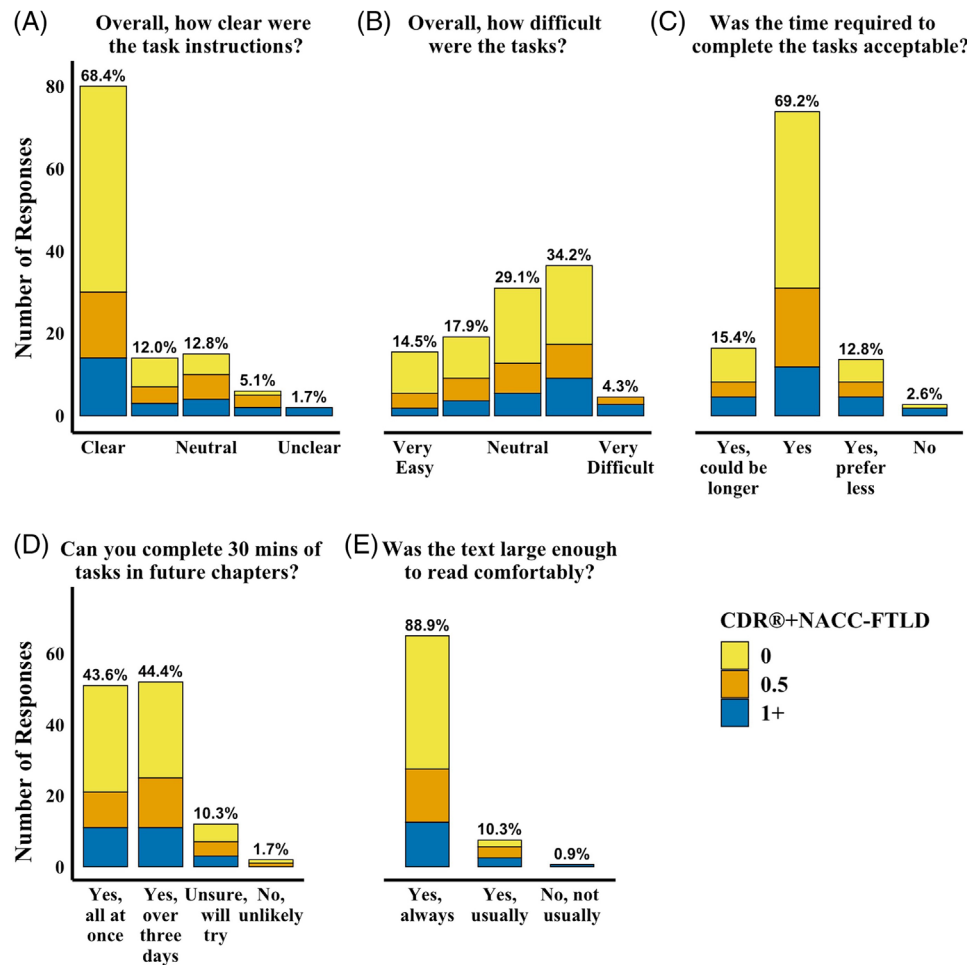 (A) Overall, how clear were
the task instructions?
(B) Overall, how difficult
were the tasks?
(C) Was the time required to
complete the tasks acceptable?
Number of Responses
80
60
40
20
0
68.4%
12.0%
12.8%
5.1%
1.7%
Clear
Neutral
Unclear
14.5%
17.9%
29.1%
34.2%
4.3%
Very
Easy
Neutral
Very
Difficult
15.4%
69.2%
12.8%
2.6%
Yes,
could be
longer
Yes
Yes,
prefer
less
No
(D) Can you complete 30 mins of
tasks in future chapters?
(E) Was the text large enough
to read comfortably?
Number of Responses
60
40
20
0
43.6%
44.4%
10.3%
1.7%
Yes,
all at
once
Yes,
over
three
days
Unsure,
will
try
No,
unlikely
88.9%
10.3%
0.9%
Yes,
always
Yes,
usually
No, not
usually
CDR®+NACC-FTLD
0
0.5
1+